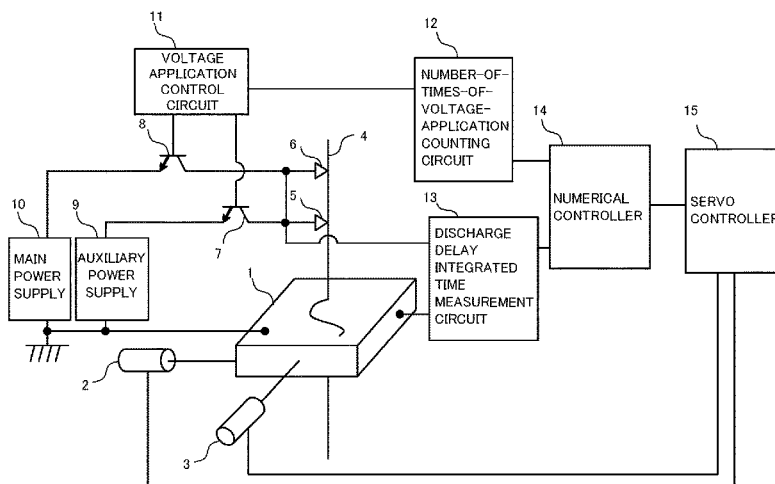 11
VOLTAGE
APPLICATION
CONTROL
CIRCUIT
12
NUMBER-OF-
TIMES-OF-
VOLTAGE-
APPLICATION
COUNTING
CIRCUIT
8
6
4
14
NUMERICAL
CONTROLLER
15
SERVO
CONTROLLER
10
MAIN
POWER
SUPPLY
9
AUXILIARY
POWER
SUPPLY
7
5
13
DISCHARGE
DELAY
INTEGRATED
TIME
MEASUREMENT
CIRCUIT
1
2
3